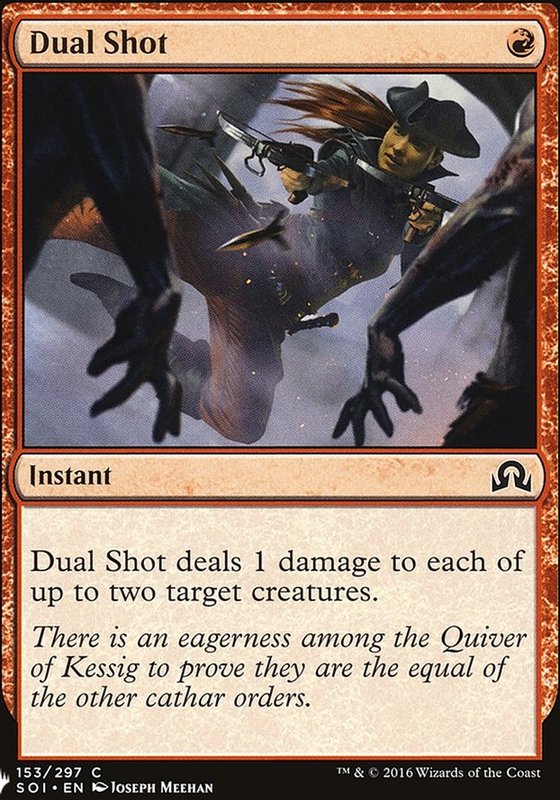 Dual Shot
Instant
Dual Shot deals 1 damage to each of
up to two target creatures.
There is an eagerness among the Quiver
of Kessig to prove they are the equal of
the other cathar orders.
153/297 C
SOI • EN Joseph Meehan
™ & © 2016 Wizards of the Coast